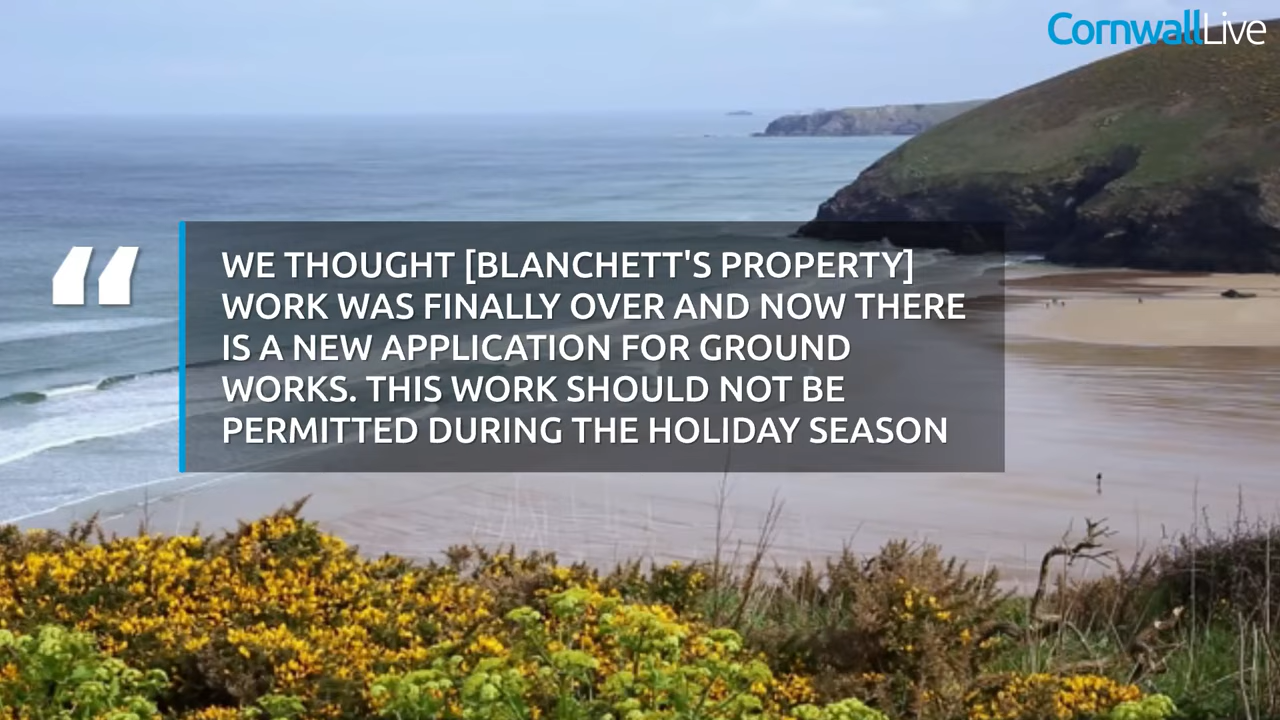 CornwallLive
“
WE THOUGHT [BLANCHETT'S PROPERTY]
WORK WAS FINALLY OVER AND NOW THERE
IS A NEW APPLICATION FOR GROUND
WORKS. THIS WORK SHOULD NOT BE
PERMITTED DURING THE HOLIDAY SEASON